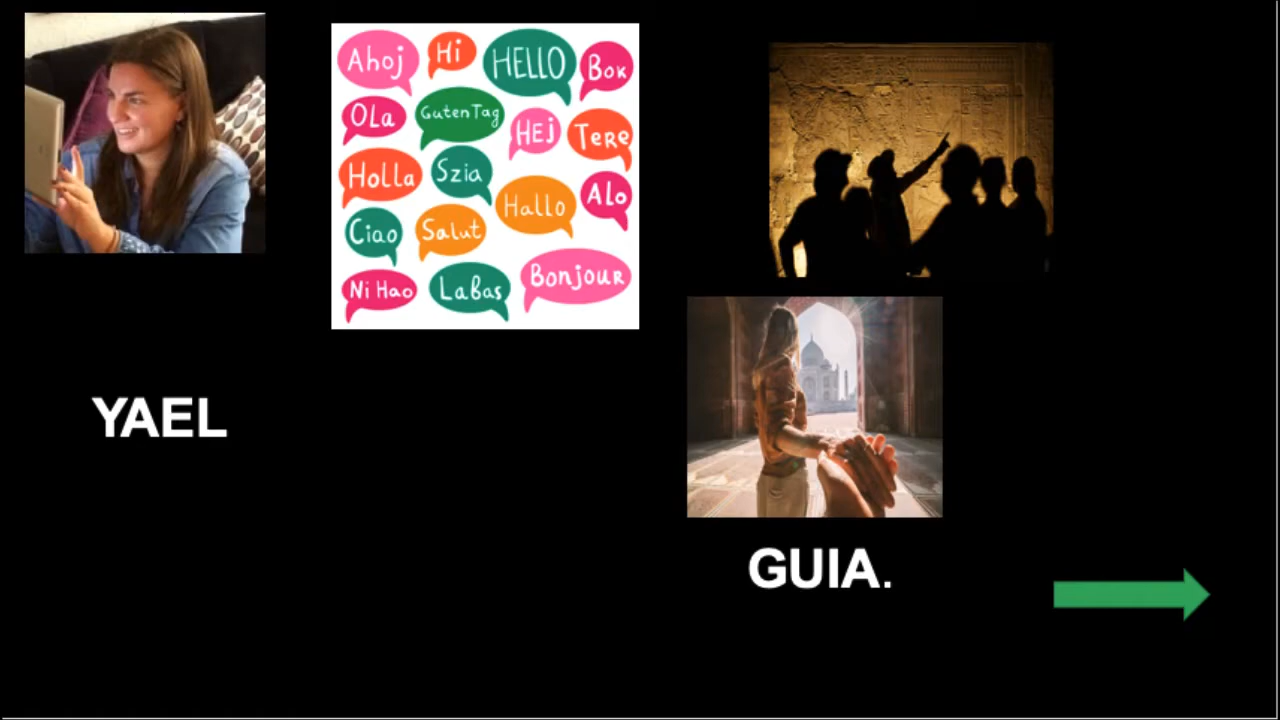 Ahoj
Hi
HELLO
Bok
OLa
GutenTag
HEj
TeRe
Holla
Szia
Hallo
Alo
Ciao
Salut
Ni Hao
Labas
BonjouR
YAEL
GUIA.